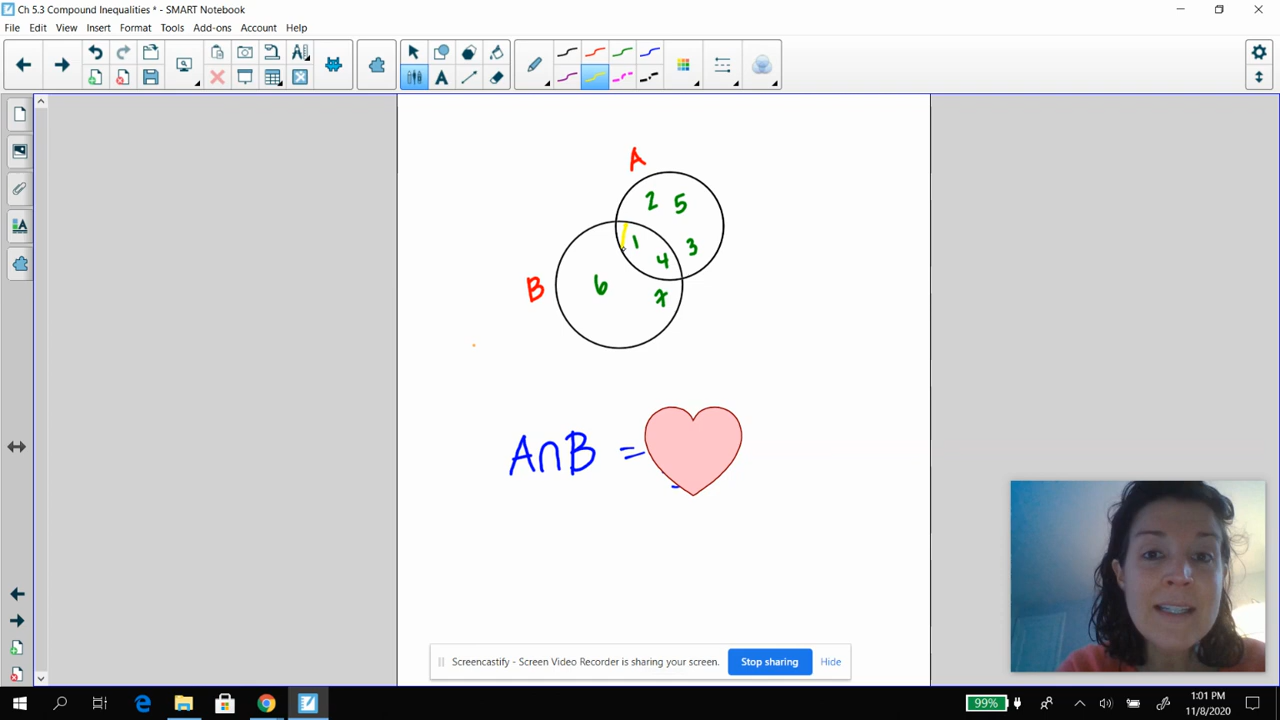 Ch 5.3 Compound Inequalities * - SMART Notebook
File Edit View Insert Format Tools Add-ons Account Help
A
2 5
1 3
4
B 6 7
A∩B =
Screencastify - Screen Video Recorder is sharing your screen. Stop sharing Hide
99%
1:01 PM
11/8/2020